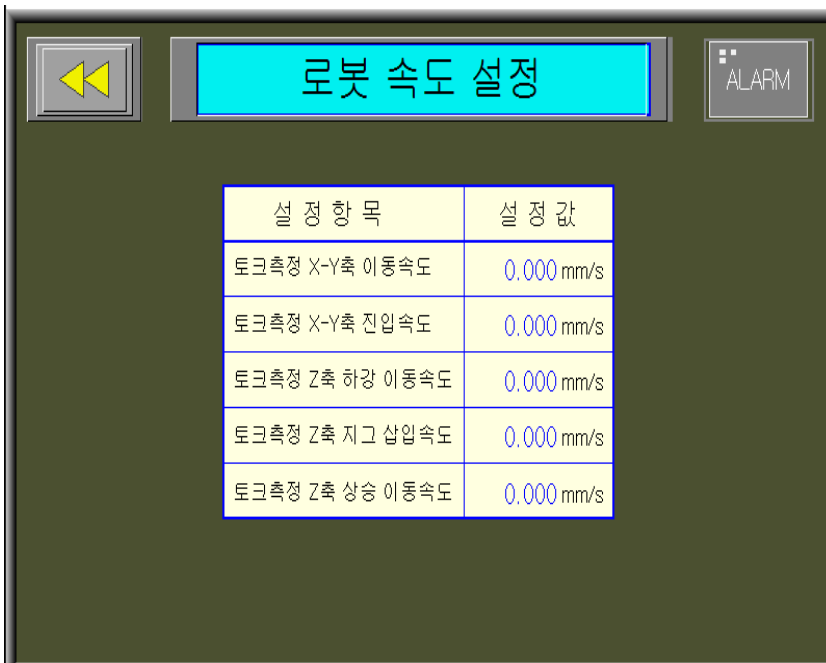 로봇 속도 설정
ALARM
설정항목 설정값
토크측정 X-Y축 이동속도 0.000 mm/s
토크측정 X-Y축 진입속도 0.000 mm/s
토크측정 Z축 하강 이동속도 0.000 mm/s
토크측정 Z축 지그 삽입속도 0.000 mm/s
토크측정 Z축 상승 이동속도 0.000 mm/s